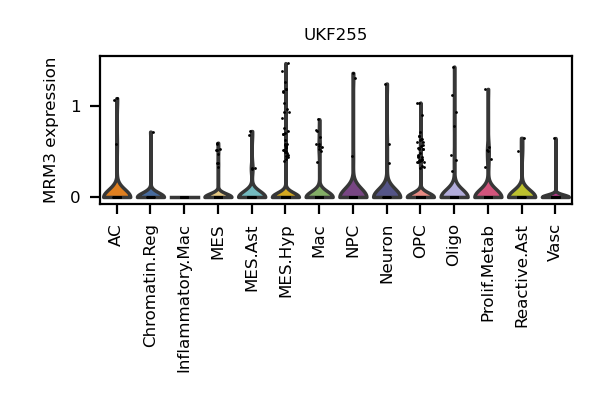 UKF255
MRM3 expression
1
0
AC
Chromatin.Reg
Inflammatory.Mac
MES
MES.Ast
MES.Hyp
Mac
NPC
Neuron
OPC
Oligo
Prolif.Metab
Reactive.Ast
Vasc